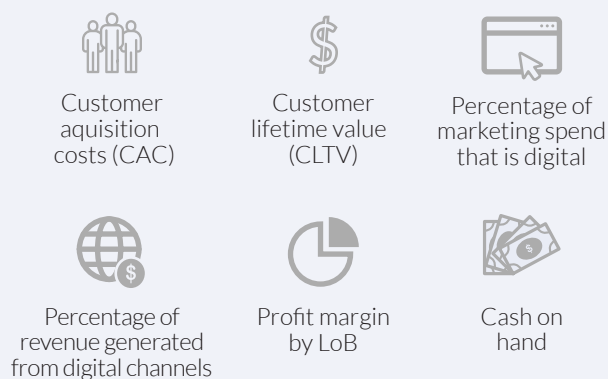 Customer
aquisition
costs (CAC)
Customer
lifetime value
(CLTV)
Percentage of
marketing spend
that is digital
$
Percentage of
revenue generated
from digital channels
Profit margin
by LoB
Cash on
hand